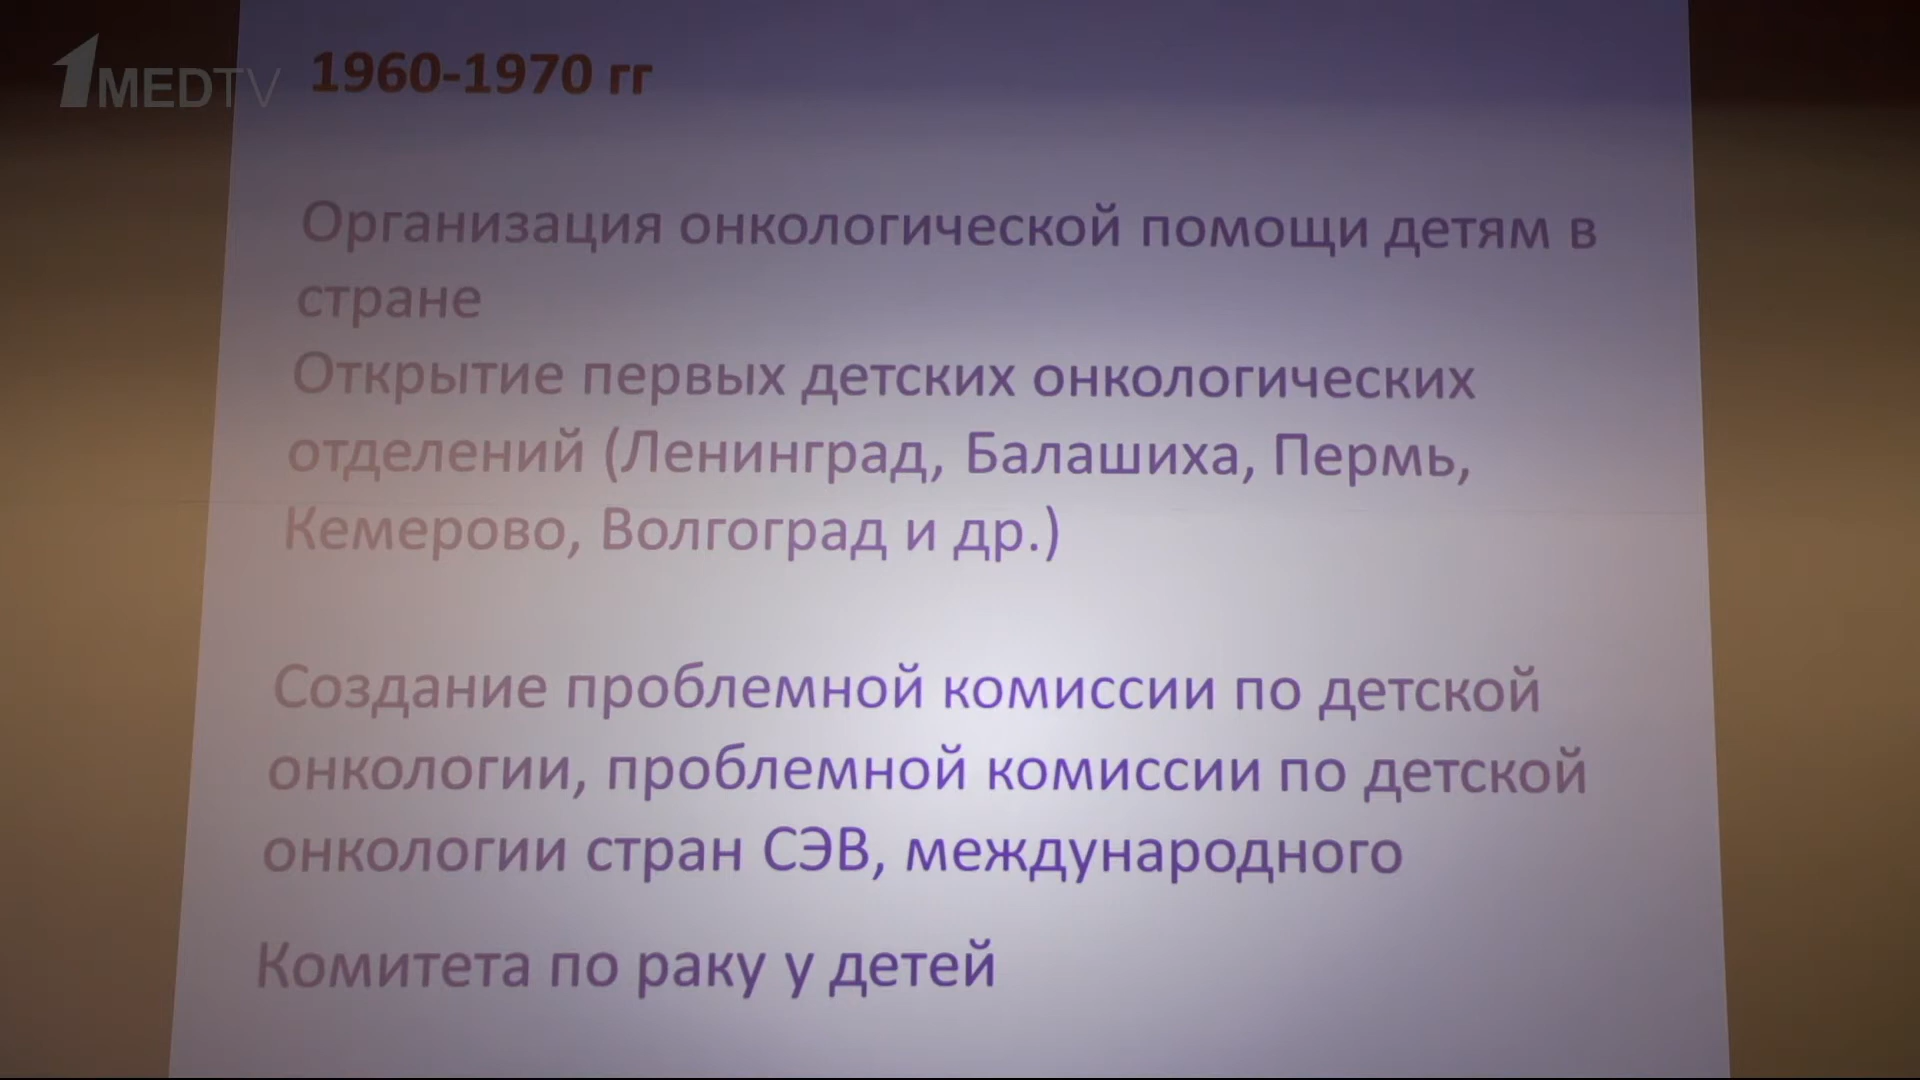 1MEDTV
1960-1970 гг
Организация онкологической помощи детям в
стране
Открытие первых детских онкологических
отделений (Ленинград, Балашиха, Пермь,
Кемерово, Волгоград и др.)
Создание проблемной комиссии по детской
онкологии, проблемной комиссии по детской
онкологии стран СЭВ, международного
Комитета по раку у детей